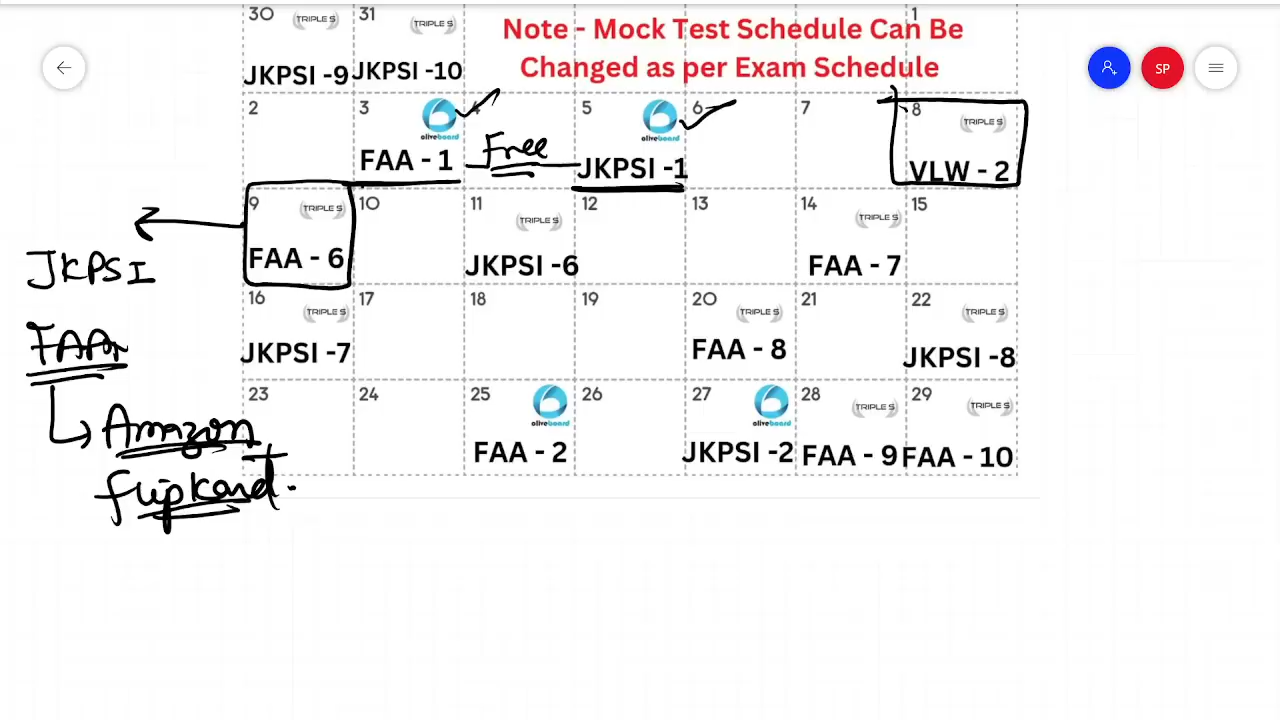 30 TRIPLE S 31 TRIPLE S 1
Note - Mock Test Schedule Can Be
Changed as per Exam Schedule
JKPSI -9 JKPSI -10
SP
2 3 oliveboard 4 5 oliveboard 6 7 8 TRIPLE S
FAA - 1 Free JKPSI -1 VLW - 2
9 TRIPLE S 10 11 TRIPLE S 12 13 14 TRIPLE S 15
FAA - 6 JKPSI -6 FAA - 7
JKPSI
16 TRIPLE S 17 18 19 20 TRIPLE S 21 22 TRIPLE S
JKPSI -7 FAA - 8 JKPSI -8
FAA
23 24 25 oliveboard 26 27 oliveboard 28 TRIPLE S 29 TRIPLE S
FAA - 2 JKPSI -2 FAA - 9 FAA - 10
Amazon
flipkard.